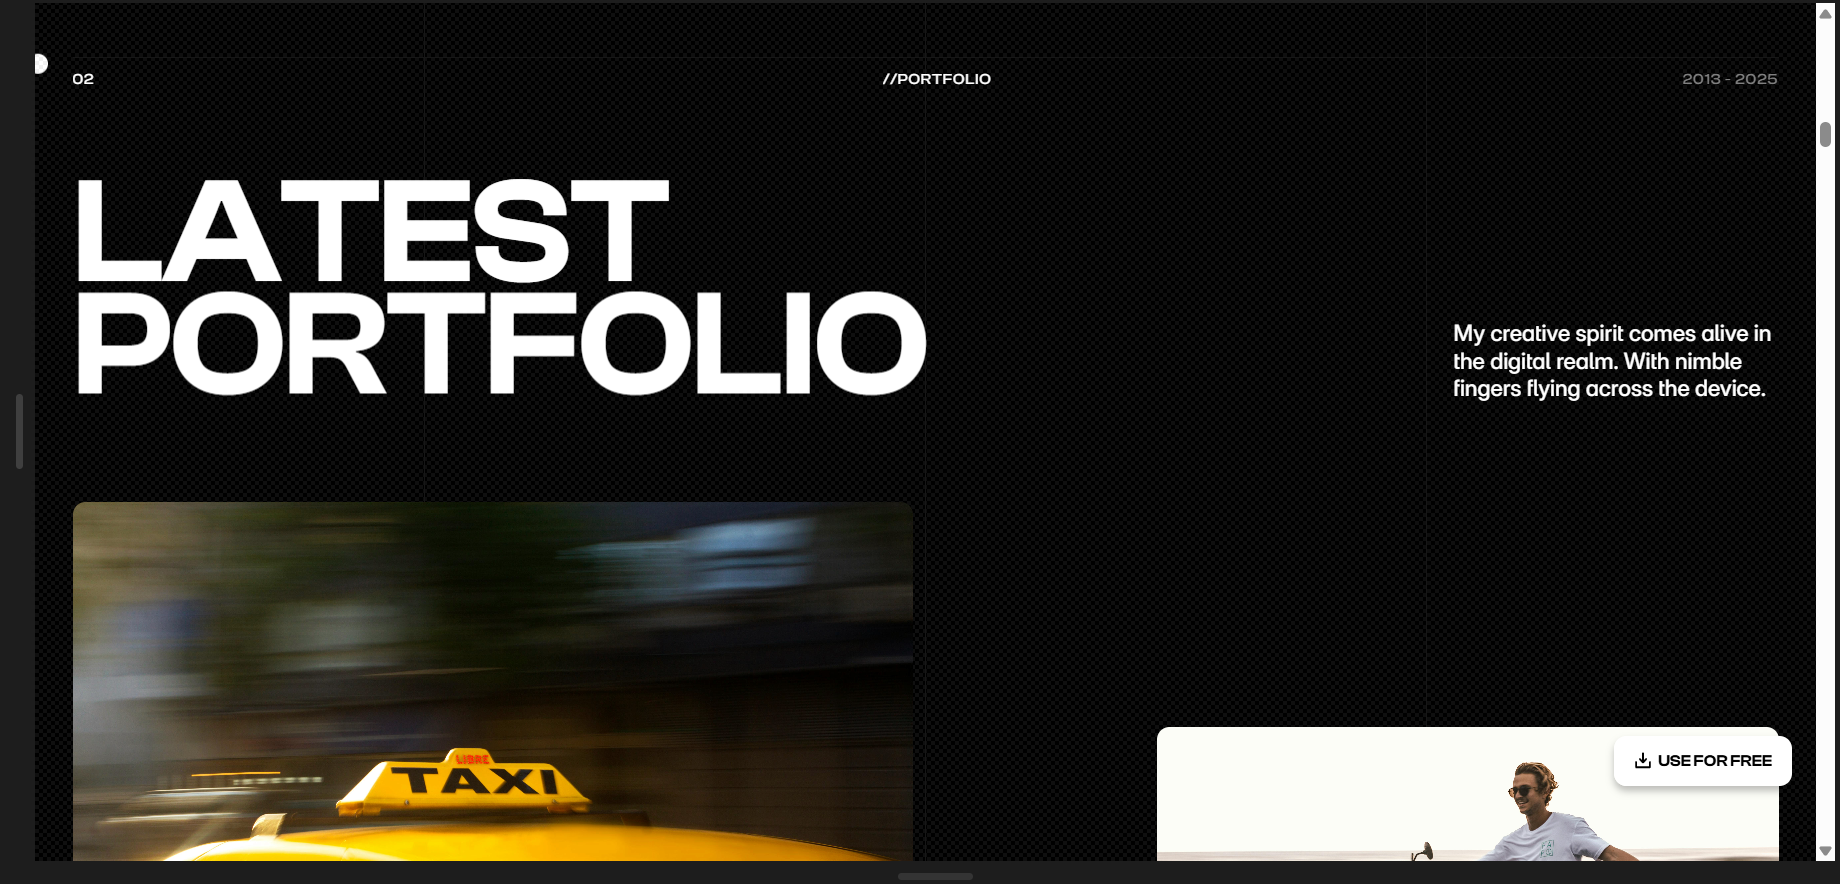 02
//PORTFOLIO
2013 - 2025
LATEST
PORTFOLIO
My creative spirit comes alive in
the digital realm. With nimble
fingers flying across the device.
LIBRE
TAXI
USE FOR FREE